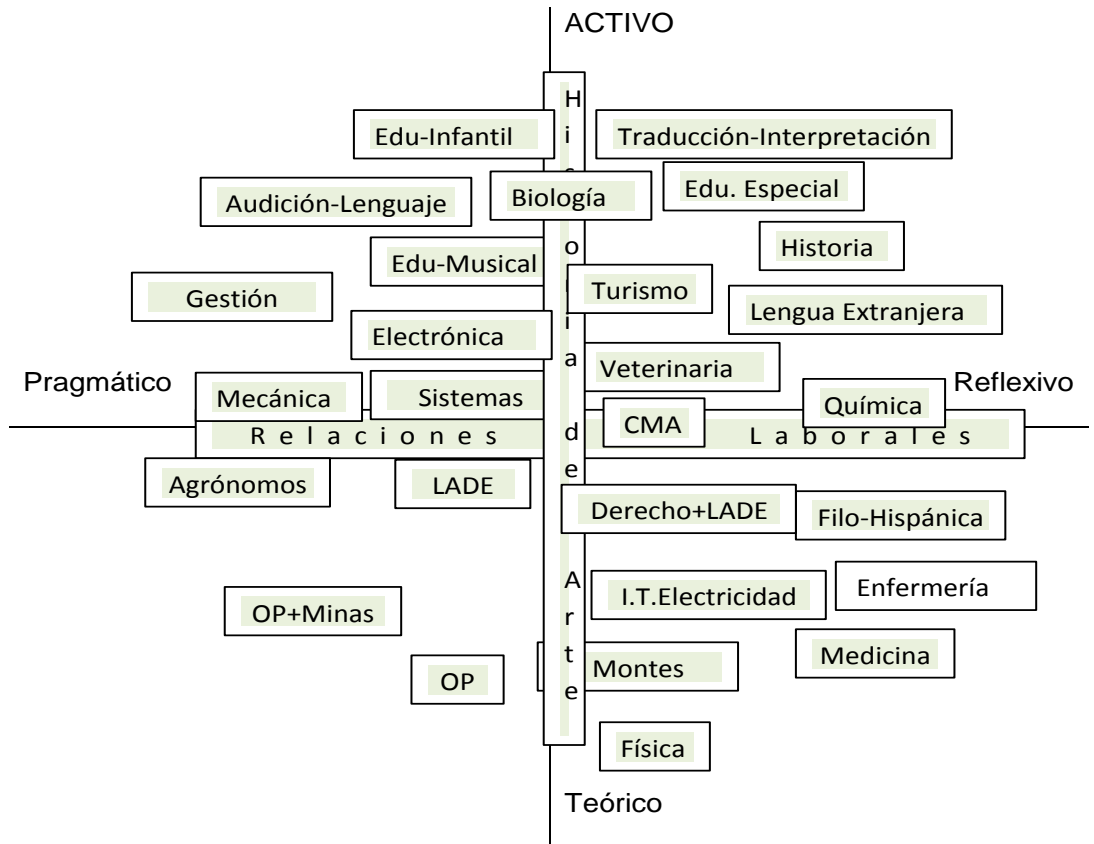 ACTIVO
Historia de Arte
Edu-Infantil
Traducción-Interpretación
Edu. Especial
Audición-Lenguaje
Biología
Historia
Edu-Musical
Turismo
Gestión
Lengua Extranjera
Electrónica
Veterinaria
Pragmático
Reflexivo
Mecánica
Sistemas
Química
CMA
Relaciones Laborales
Agrónomos
LADE
Derecho+LADE
Filo-Hispánica
Enfermería
I.T.Electricidad
OP+Minas
Medicina
Montes
OP
Física
Teórico